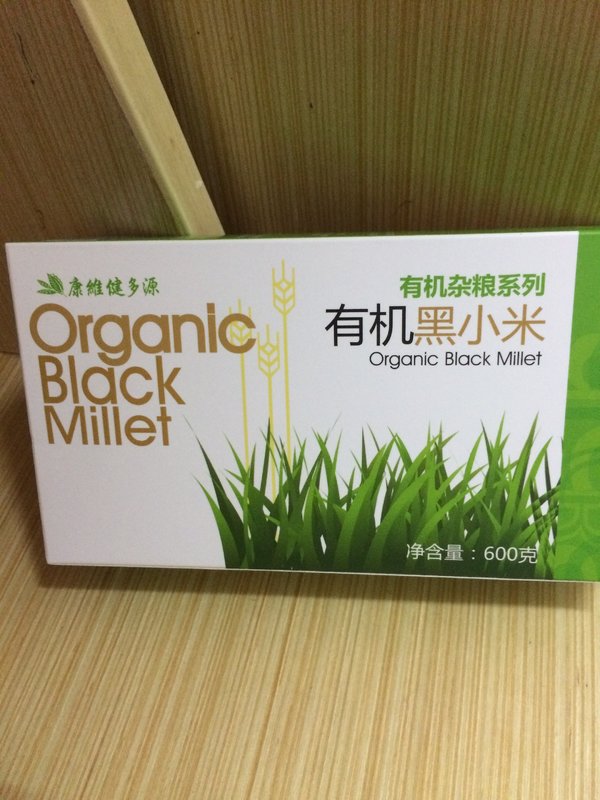 康維健多源
Organic
Black
Millet
有机杂粮系列
有机黑小米
Organic Black Millet
净含量：600克